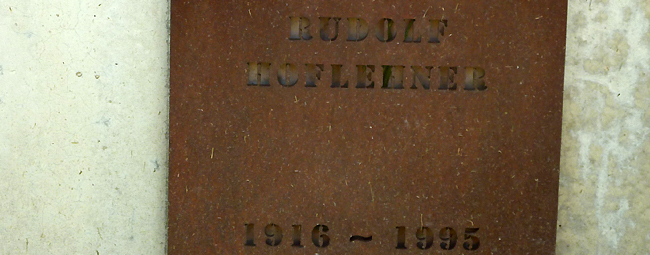 RUDOLF
HOFLEHNER
1916 ~ 1995